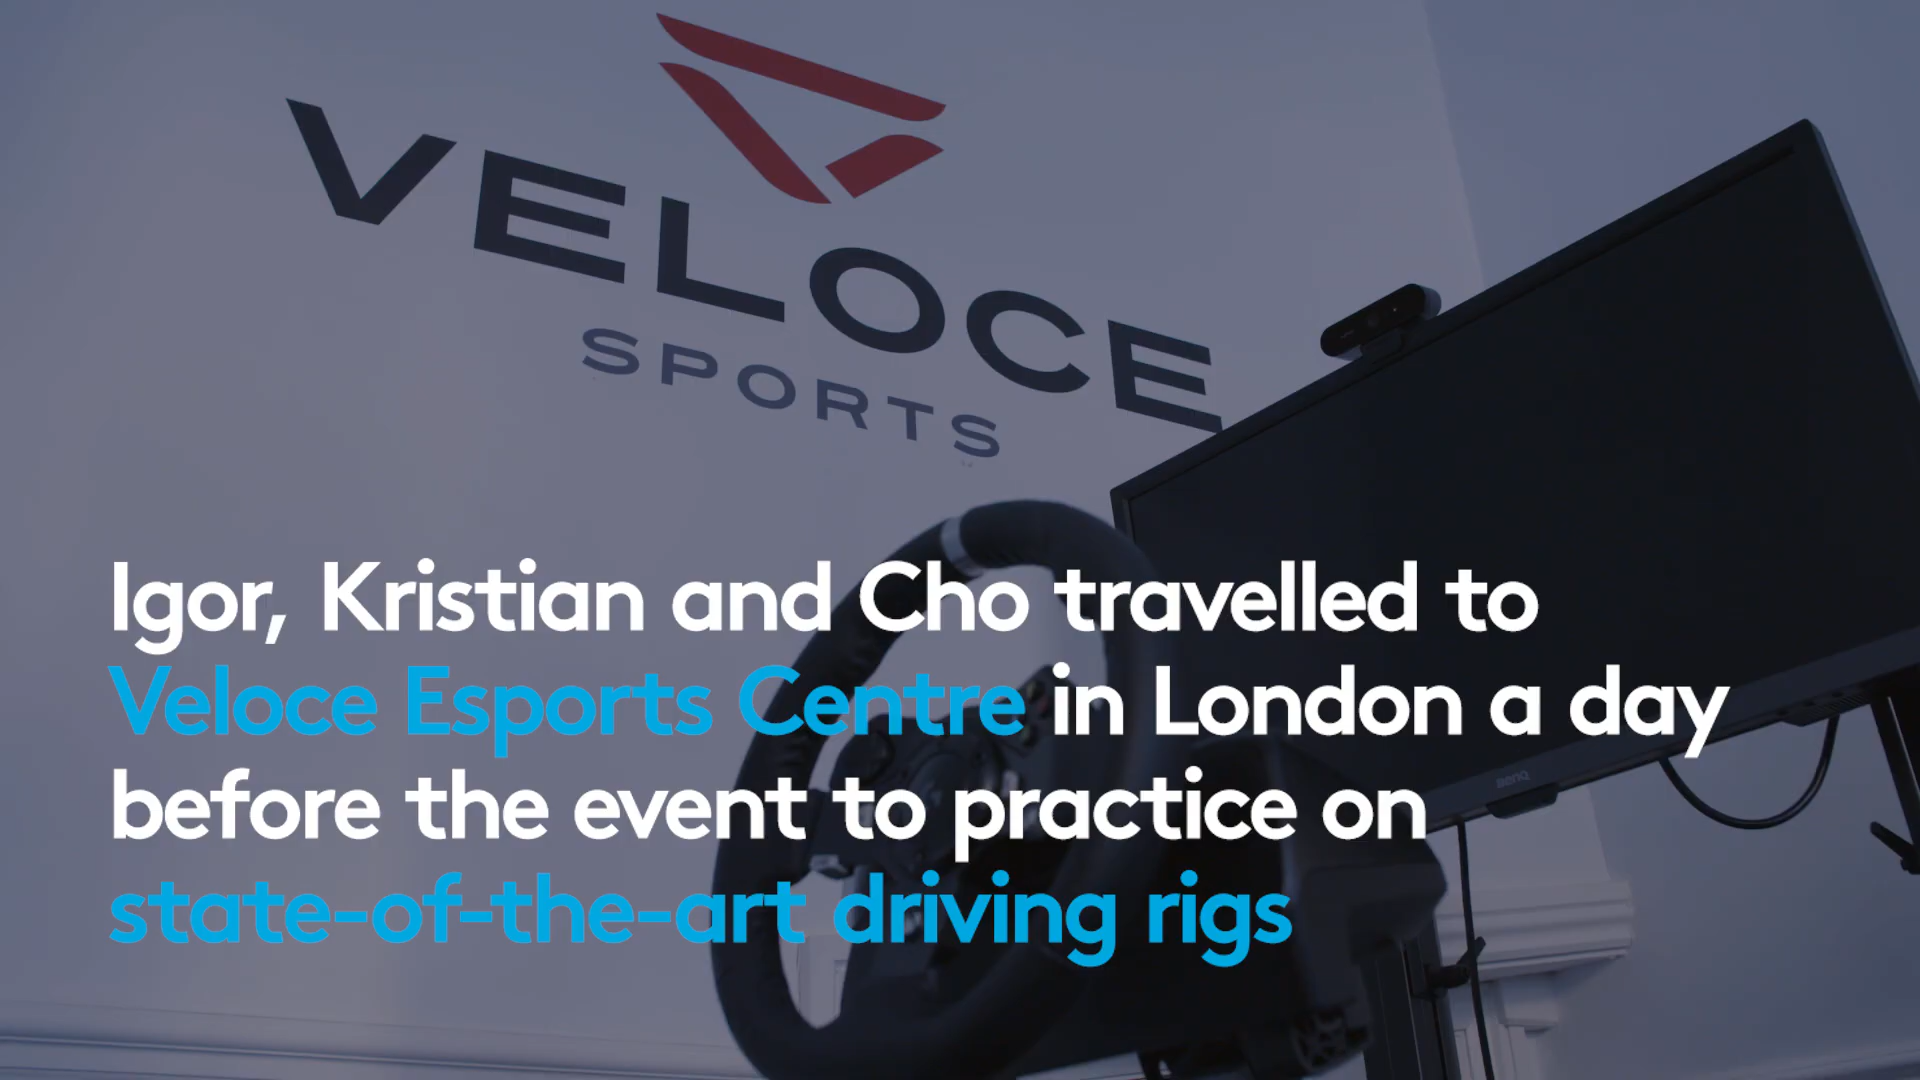 VELOCE
SPORTS
Igor, Kristian and Cho travelled to
Veloce Esports Centre in London a day
before the event to practice on
state-of-the-art driving rigs
BenQ